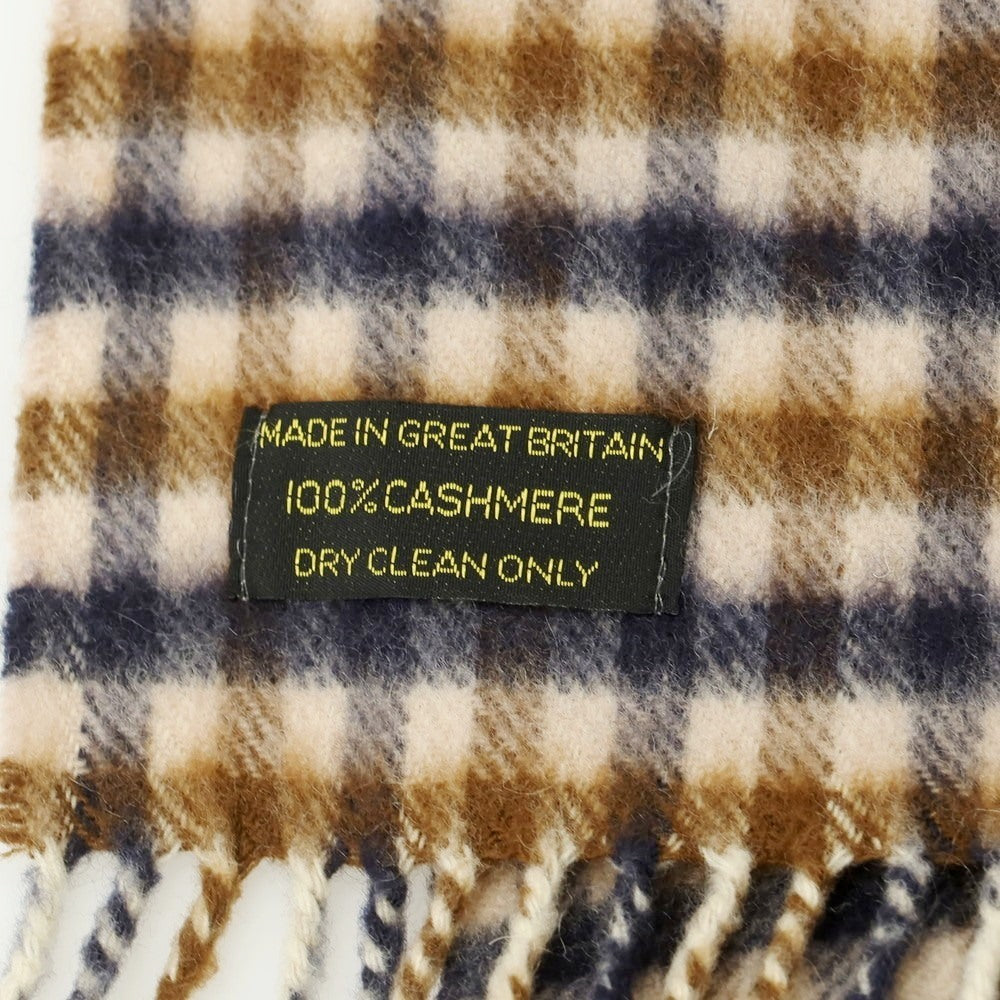 MADE IN GREAT BRITAIN
100% CASHMERE
DRY CLEAN ONLY